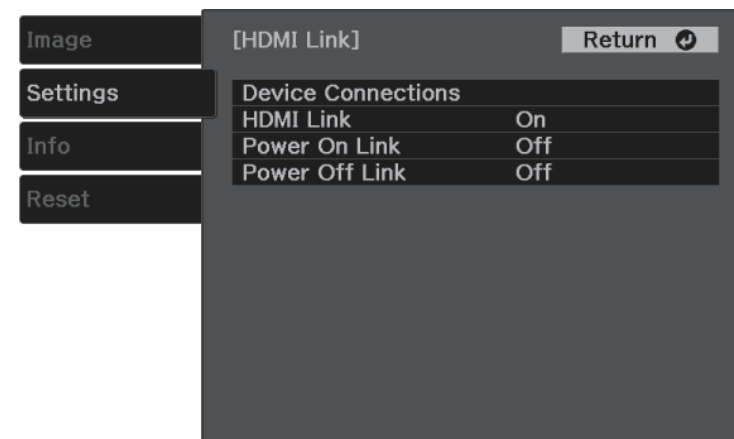 Image
Settings
Info
Reset
[HDMI Link]
Return
Device Connections
HDMI Link On
Power On Link Off
Power Off Link Off